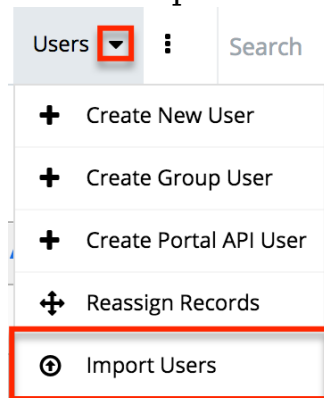 Users Search
Create New User
Create Group User
Create Portal API User
Reassign Records
Import Users